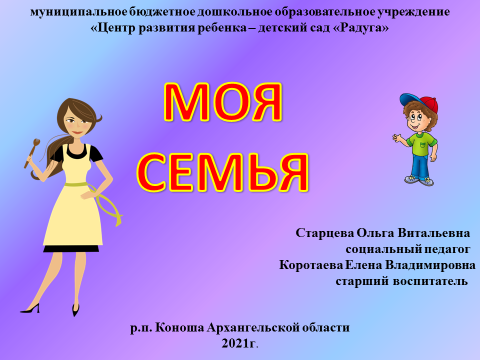 муниципальное бюджетное дошкольное образовательное учреждение
«Центр развития ребенка – детский сад «Радуга»
МОЯ
СЕМЬЯ
Старцева Ольга Витальевна
социальный педагог
Коротаева Елена Владимировна
старший воспитатель
р.п. Коноша Архангельской области
2021г.